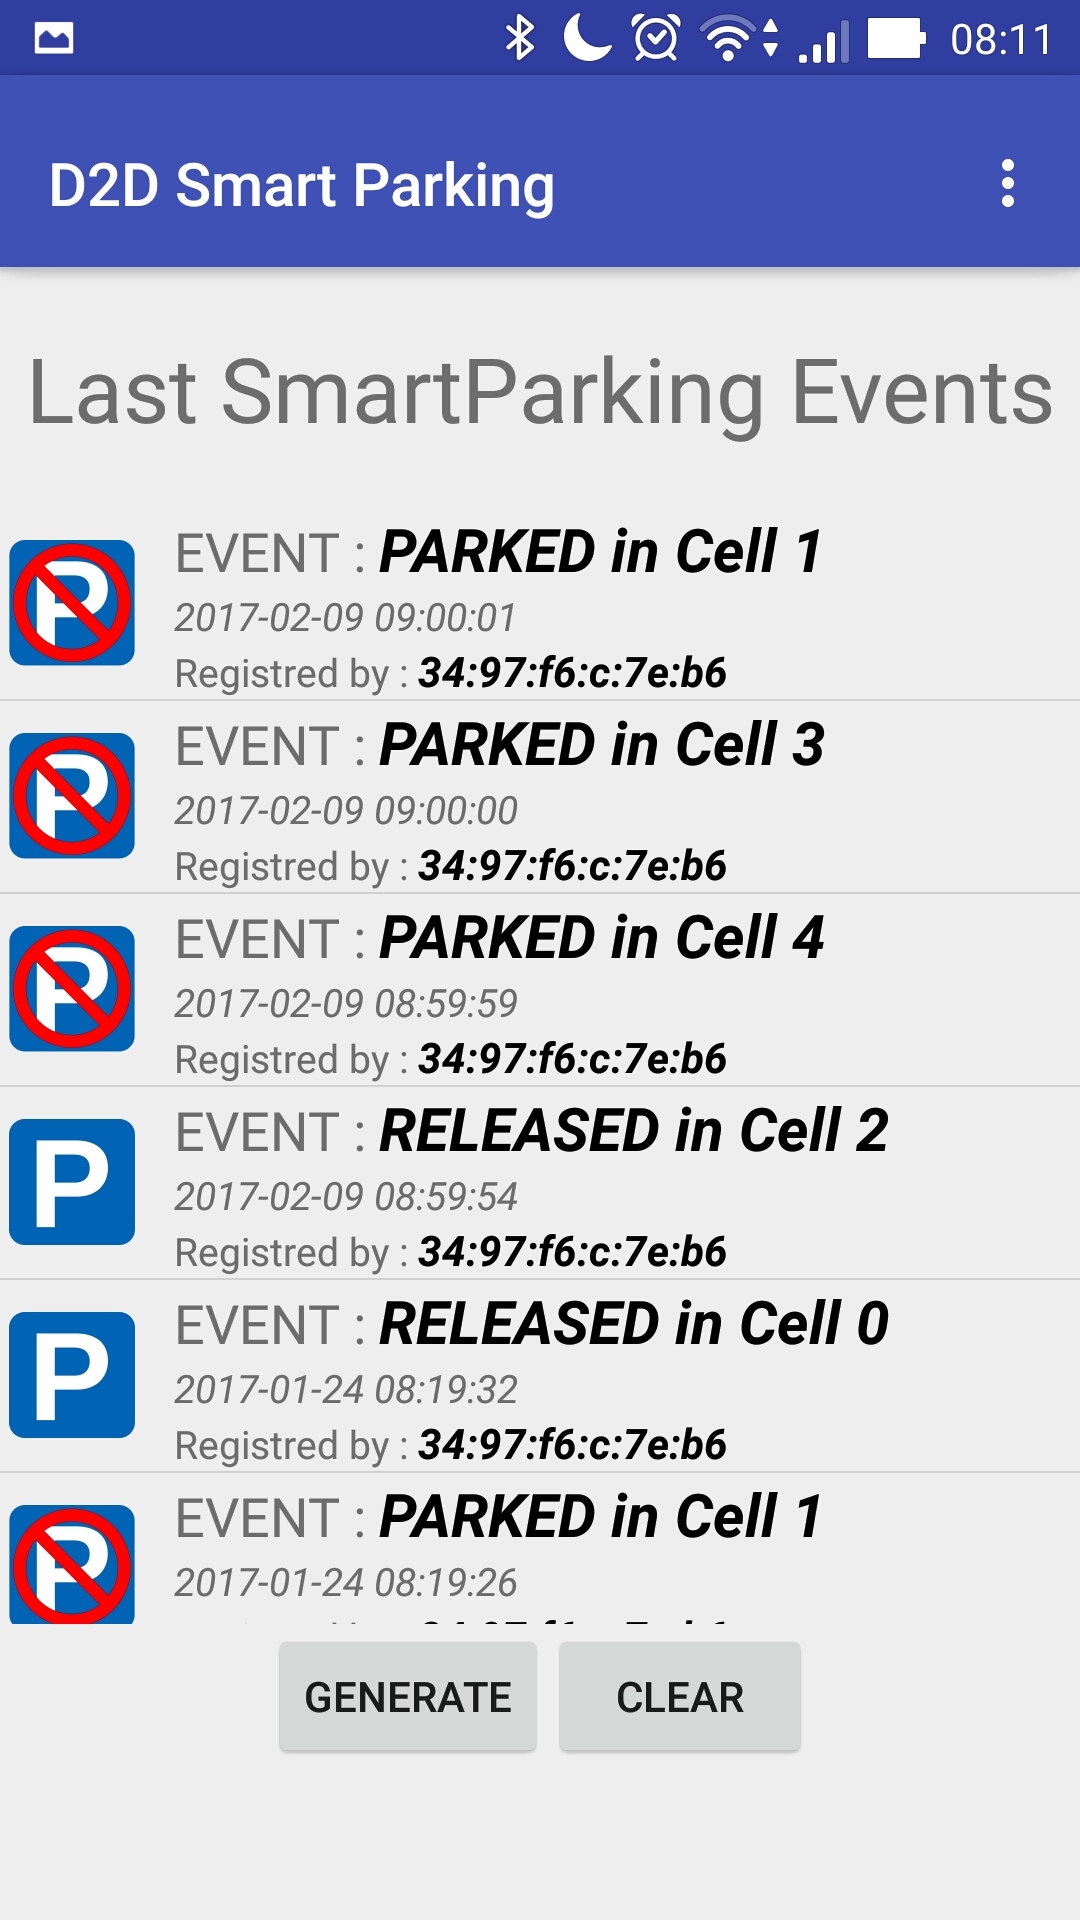 08:11
D2D Smart Parking
Last SmartParking Events
EVENT : PARKED in Cell 1
2017-02-09 09:00:01
Registred by : 34:97:f6:c:7e:b6
EVENT : PARKED in Cell 3
2017-02-09 09:00:00
Registred by : 34:97:f6:c:7e:b6
EVENT : PARKED in Cell 4
2017-02-09 08:59:59
Registred by : 34:97:f6:c:7e:b6
EVENT : RELEASED in Cell 2
2017-02-09 08:59:54
Registred by : 34:97:f6:c:7e:b6
EVENT : RELEASED in Cell 0
2017-01-24 08:19:32
Registred by : 34:97:f6:c:7e:b6
EVENT : PARKED in Cell 1
2017-01-24 08:19:26
GENERATE CLEAR